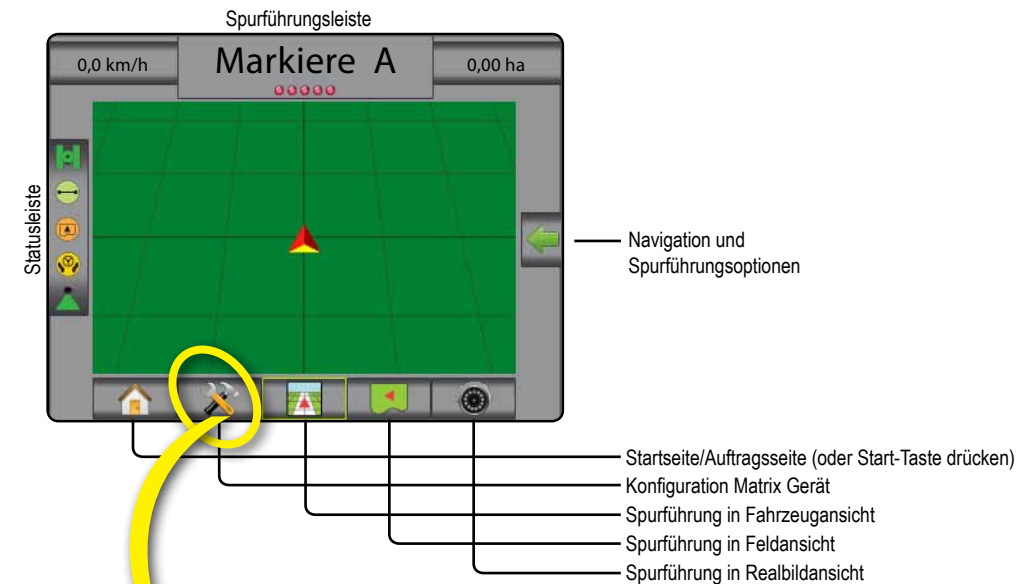 Spurführungsleiste
0,0 km/h
Markiere A
0,00 ha
Statusleiste
Navigation und
Spurführungsoptionen
Startseite/Auftragsseite (oder Start-Taste drücken)
Konfiguration Matrix Gerät
Spurführung in Fahrzeugansicht
Spurführung in Feldansicht
Spurführung in Realbildansicht